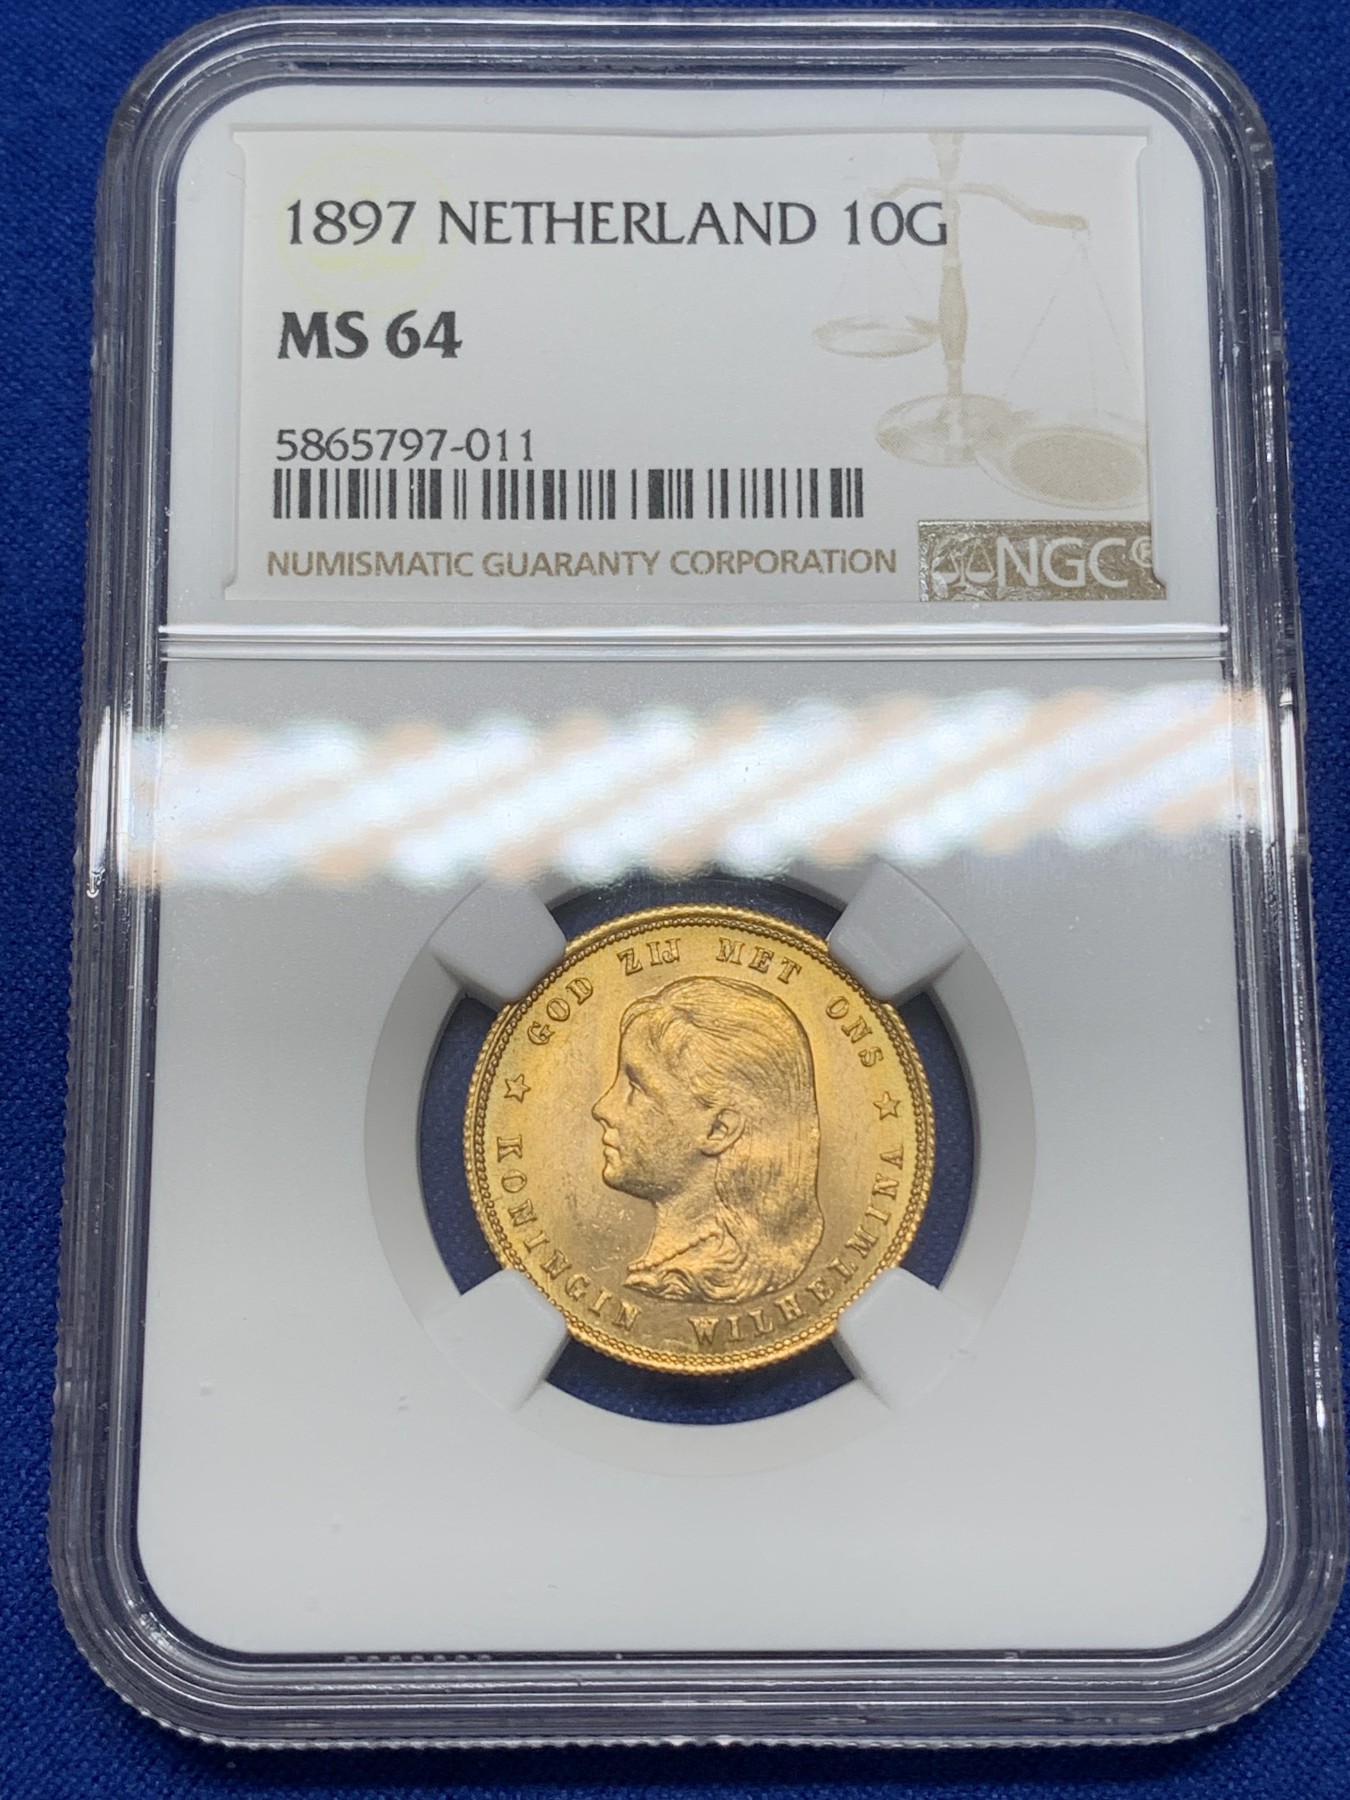 1897 NETHERLAND 10G
MS 64
5865797-011
NUMISMATIC GUARANTY CORPORATION
NGC®
GOD ZIJ MET ONS ★
KONINGIN WILHELMINA ★